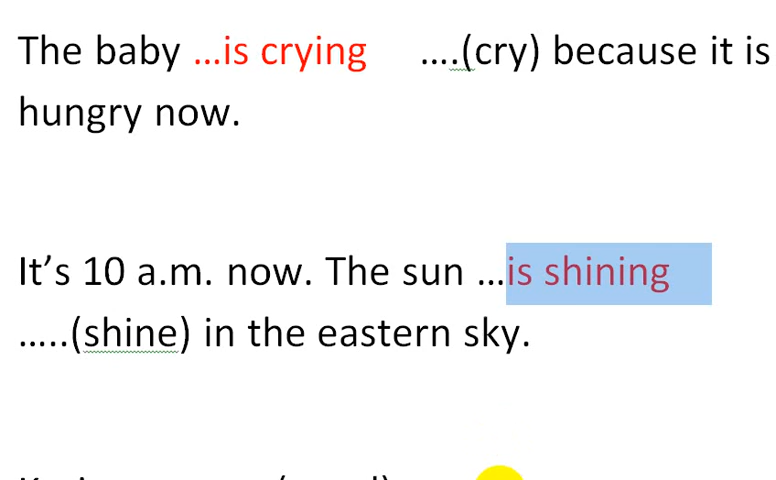 The baby ...is crying ....(cry) because it is
hungry now.
It’s 10 a.m. now. The sun ...is shining
.....(shine) in the eastern sky.